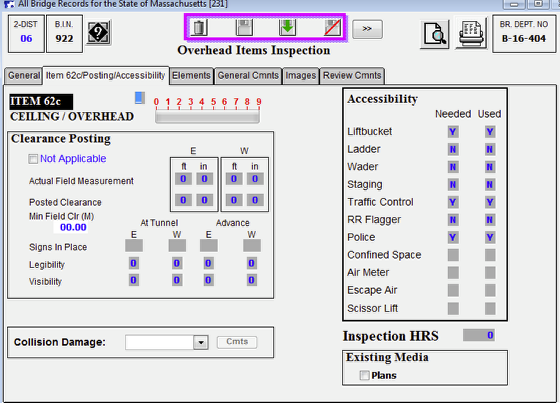 All Bridge Records for the State of Massachusetts [231]
2-DIST
06
B.I.N.
922
?
>>
EFE
BR. DEPT. NO
B-16-404
Overhead Items Inspection
General
Item 62c/Posting/Accessibility
Elements
General Cmnts
Images
Review Cmnts
ITEM 62c
CEILING / OVERHEAD
0 1 2 3 4 5 6 7 8 9
Clearance Posting
Not Applicable
E W
ft in ft in
Actual Field Measurement 0 0 0 0
Posted Clearance 0 0 0 0
Min Field Clr (M)
00.00
At Tunnel Advance
E W E W
Signs In Place
Legibility 0 0 0 0
Visibility 0 0 0 0
Collision Damage:
Cmts
Accessibility
Needed Used
Liftbucket Y Y
Ladder N N
Wader N N
Staging N N
Traffic Control Y Y
RR Flagger N N
Police Y Y
Confined Space
Air Meter
Escape Air
Scissor Lift
Inspection HRS 0
Existing Media
Plans